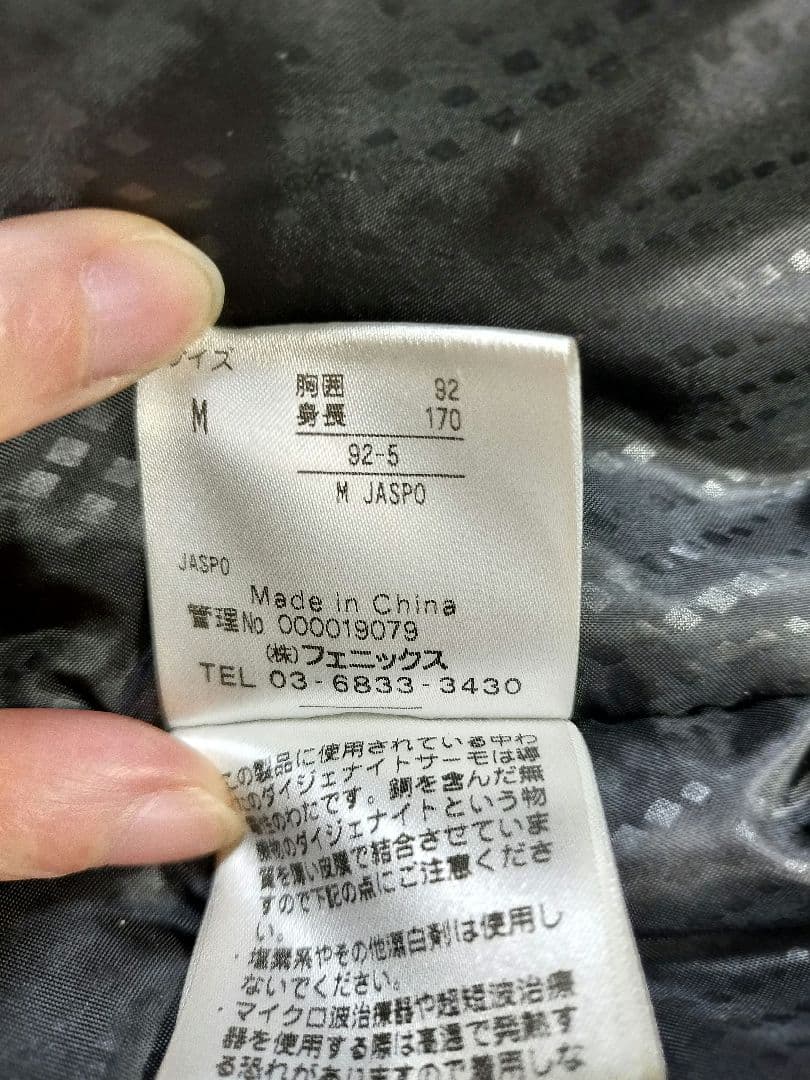 サイズ
M
胸囲 92
身長 170
92-5
M JASPO
JASPO
Made in China
管理No 000019079
(株)フェニックス
TEL 03-6833-3430
この製品に使用されている中わ
のダイジェナイトサーモは導
性のわたです。銅を含んだ無
物のダイジェナイトという物
質を薄い皮膜で結合させていま
すので下記の点にご注意くださ
い。
・塩素系やその他漂白剤は使用し
ないでください。
・マイクロ波治療器や超短波治療
器を使用する際は高温で発熱す
る恐れがありますので着用しな